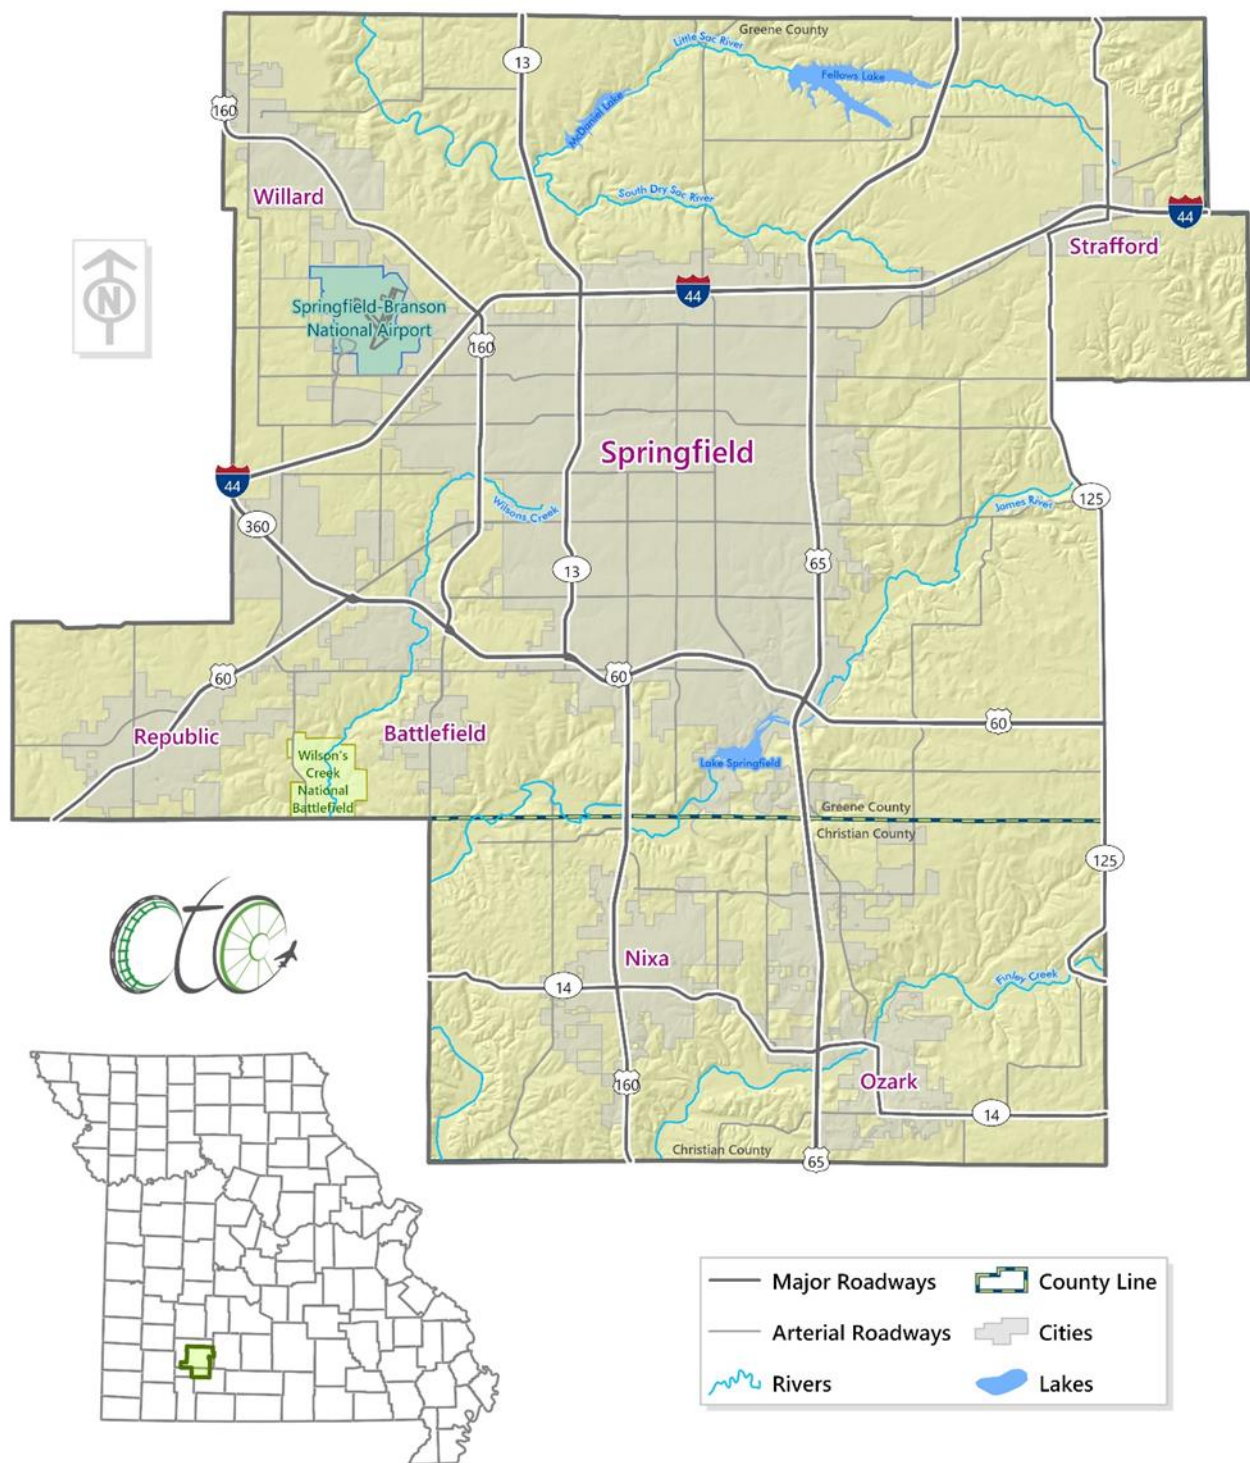 Greene County
Little Sac River
13
Fellows Lake
160
McDaniel Lake
Willard
South Dry Sac River
44
Strafford
N
Springfield-Branson
National Airport
44
160
Springfield
44
125
James River
Wilsons Creek
360
65
13
60
60
60
Republic
Battlefield
Wilson's
Creek
National
Battlefield
Lake Springfield
Greene County
Christian County
125
cto
Nixa
Finley Creek
14
160
Ozark
14
Christian County
65
Major Roadways
County Line
Arterial Roadways
Cities
Rivers
Lakes